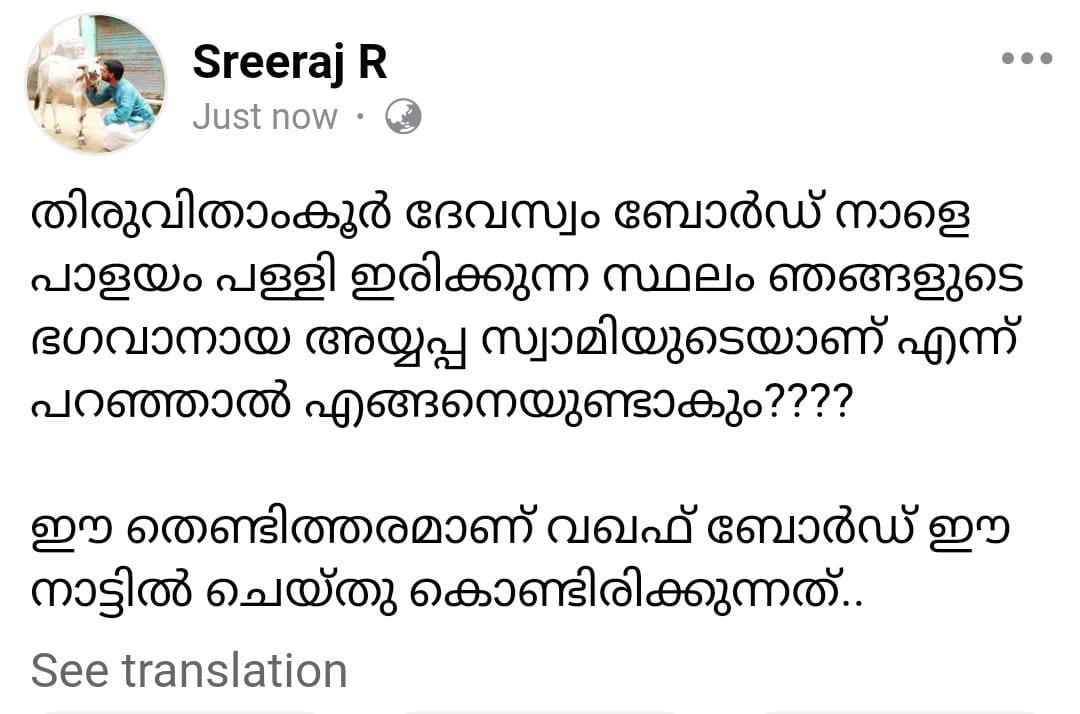 Sreeraj R
Just now ·
തിരുവിതാംകൂർ ദേവസ്വം ബോർഡ് നാളെ
പാളയം പള്ളി ഇരിക്കുന്ന സ്ഥലം ഞങ്ങളുടെ
ഭഗവാനായ അയ്യപ്പ സ്വാമിയുടെയാണ് എന്ന്
പറഞ്ഞാൽ എങ്ങനെയുണ്ടാകും????
ഈ തെണ്ടിത്തരമാണ് വഖഫ് ബോർഡ് ഈ
നാട്ടിൽ ചെയ്തു കൊണ്ടിരിക്കുന്നത്..
See translation